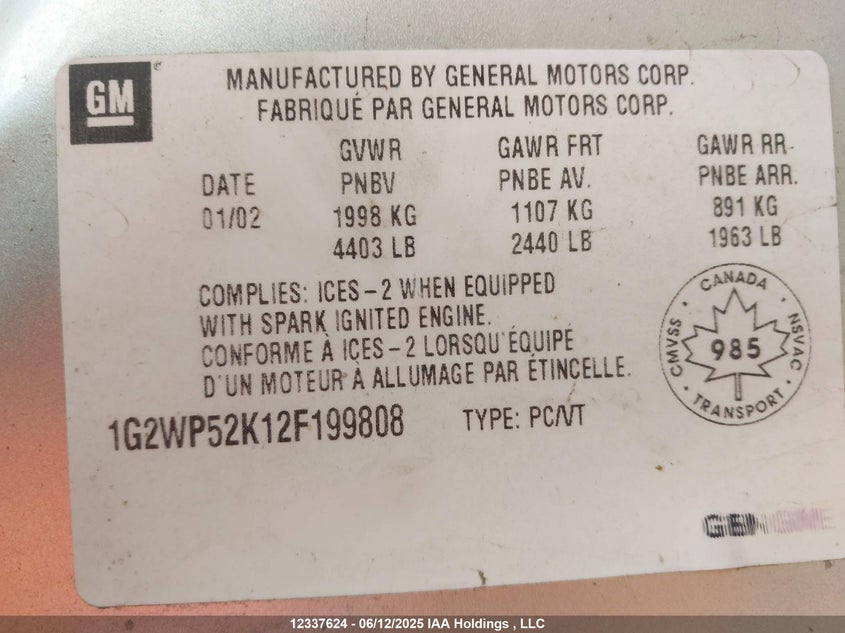 GM
MANUFACTURED BY GENERAL MOTORS CORP.
FABRIQUÉ PAR GENERAL MOTORS CORP.
GVWR GAWR FRT GAWR RR
DATE PNBV PNBE AV. PNBE ARR.
01/02 1998 KG 1107 KG 891 KG
4403 LB 2440 LB 1963 LB
COMPLIES: ICES-2 WHEN EQUIPPED
WITH SPARK IGNITED ENGINE.
CONFORME À ICES-2 LORSQU'ÉQUIPÉ
D'UN MOTEUR À ALLUMAGE PAR ÉTINCELLE.
CANADA
CMVSS 985 NSVAC
TRANSPORT
1G2WP52K12F199808 TYPE: PC/VT
12337624 - 06/12/2025 IAA Holdings , LLC